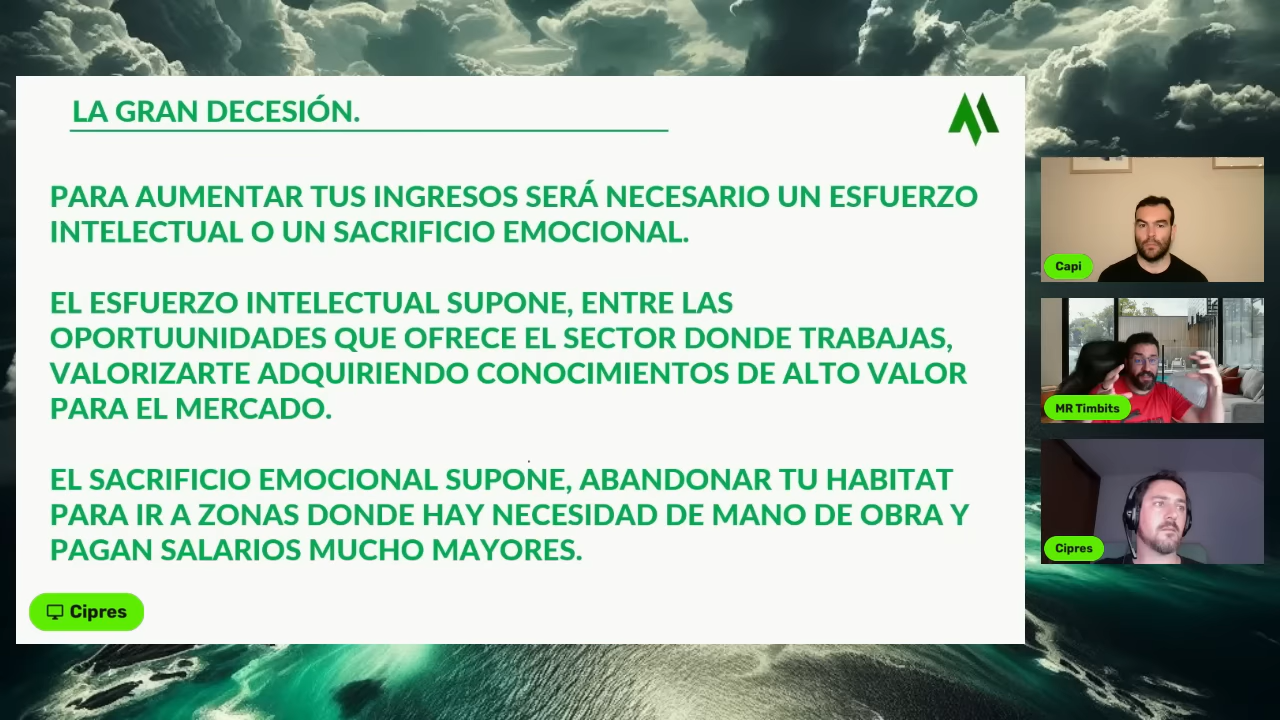 LA GRAN DECESIÓN.
PARA AUMENTAR TUS INGRESOS SERÁ NECESARIO UN ESFUERZO
INTELECTUAL O UN SACRIFICIO EMOCIONAL.
EL ESFUERZO INTELECTUAL SUPONE, ENTRE LAS
OPORTUUNIDADES QUE OFRECE EL SECTOR DONDE TRABAJAS,
VALORIZARTE ADQUIRIENDO CONOCIMIENTOS DE ALTO VALOR
PARA EL MERCADO.
EL SACRIFICIO EMOCIONAL SUPONE, ABANDONAR TU HABITAT
PARA IR A ZONAS DONDE HAY NECESIDAD DE MANO DE OBRA Y
PAGAN SALARIOS MUCHO MAYORES.
Cipres
Capi
MR Timbits
Cipres